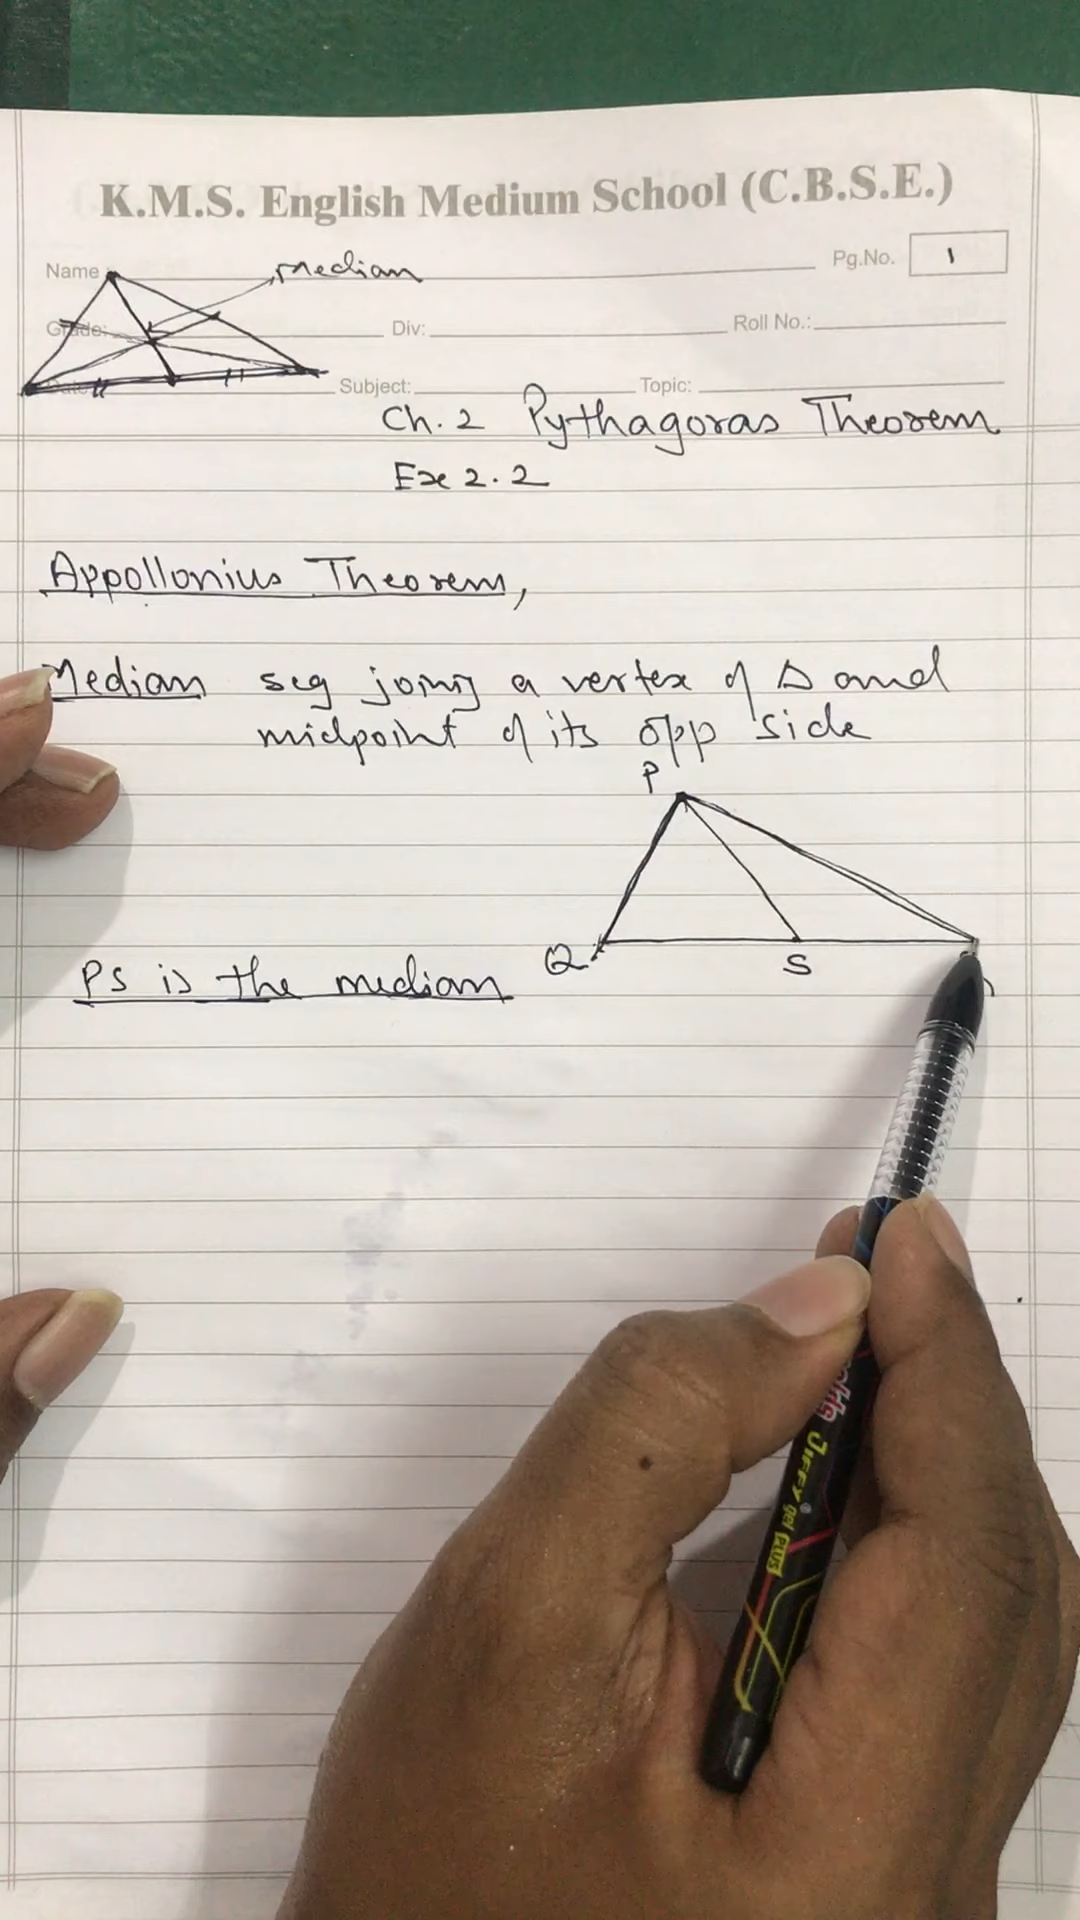 K.M.S. English Medium School (C.B.S.E.)
Name
median
Pg.No. 1
Grade:
Div:
Roll No.:
Subject:
Topic:
Ch. 2 Pythagoras Theorem
Exe 2.2
Appollonius Theorem,
Median seg joing a vertex of Δ and
midpoint of its opp side
P
Q
S
PS is the median
JIFFY gel PLUS